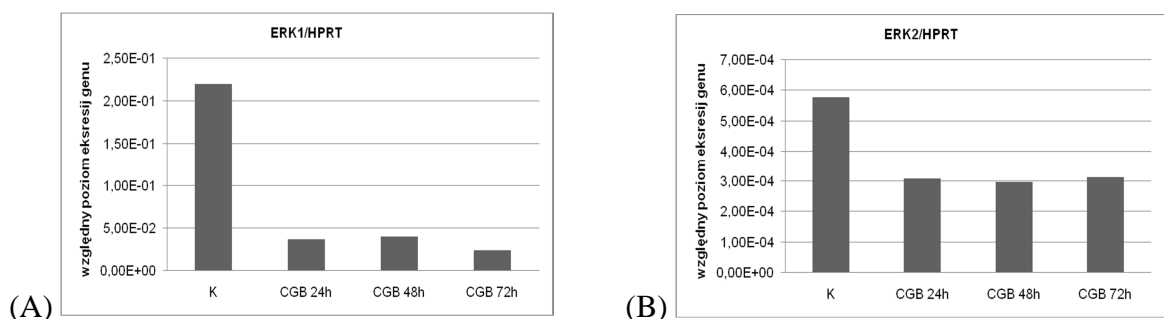 ERK1/HPRT
względny poziom eksresij genu
2,50E-01
2,00E-01
1,50E-01
1,00E-01
5,00E-02
0,00E+00
K CGB 24h CGB 48h CGB 72h
(A)
ERK2/HPRT
względny poziom eksresij genu
7,00E-04
6,00E-04
5,00E-04
4,00E-04
3,00E-04
2,00E-04
1,00E-04
0,00E+00
K CGB 24h CGB 48h CGB 72h
(B)